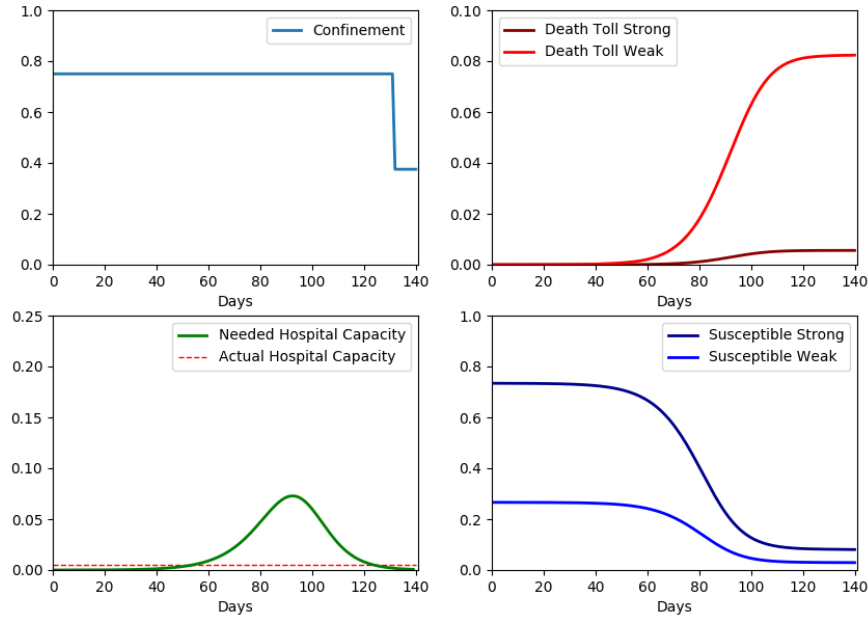 Confinement
1.0
0.8
0.6
0.4
0.2
0.0
0 20 40 60 80 100 120 140
Days
Death Toll Strong
Death Toll Weak
0.10
0.08
0.06
0.04
0.02
0.00
0 20 40 60 80 100 120 140
Days
Needed Hospital Capacity
Actual Hospital Capacity
0.25
0.20
0.15
0.10
0.05
0.00
0 20 40 60 80 100 120 140
Days
Susceptible Strong
Susceptible Weak
1.0
0.8
0.6
0.4
0.2
0.0
0 20 40 60 80 100 120 140
Days